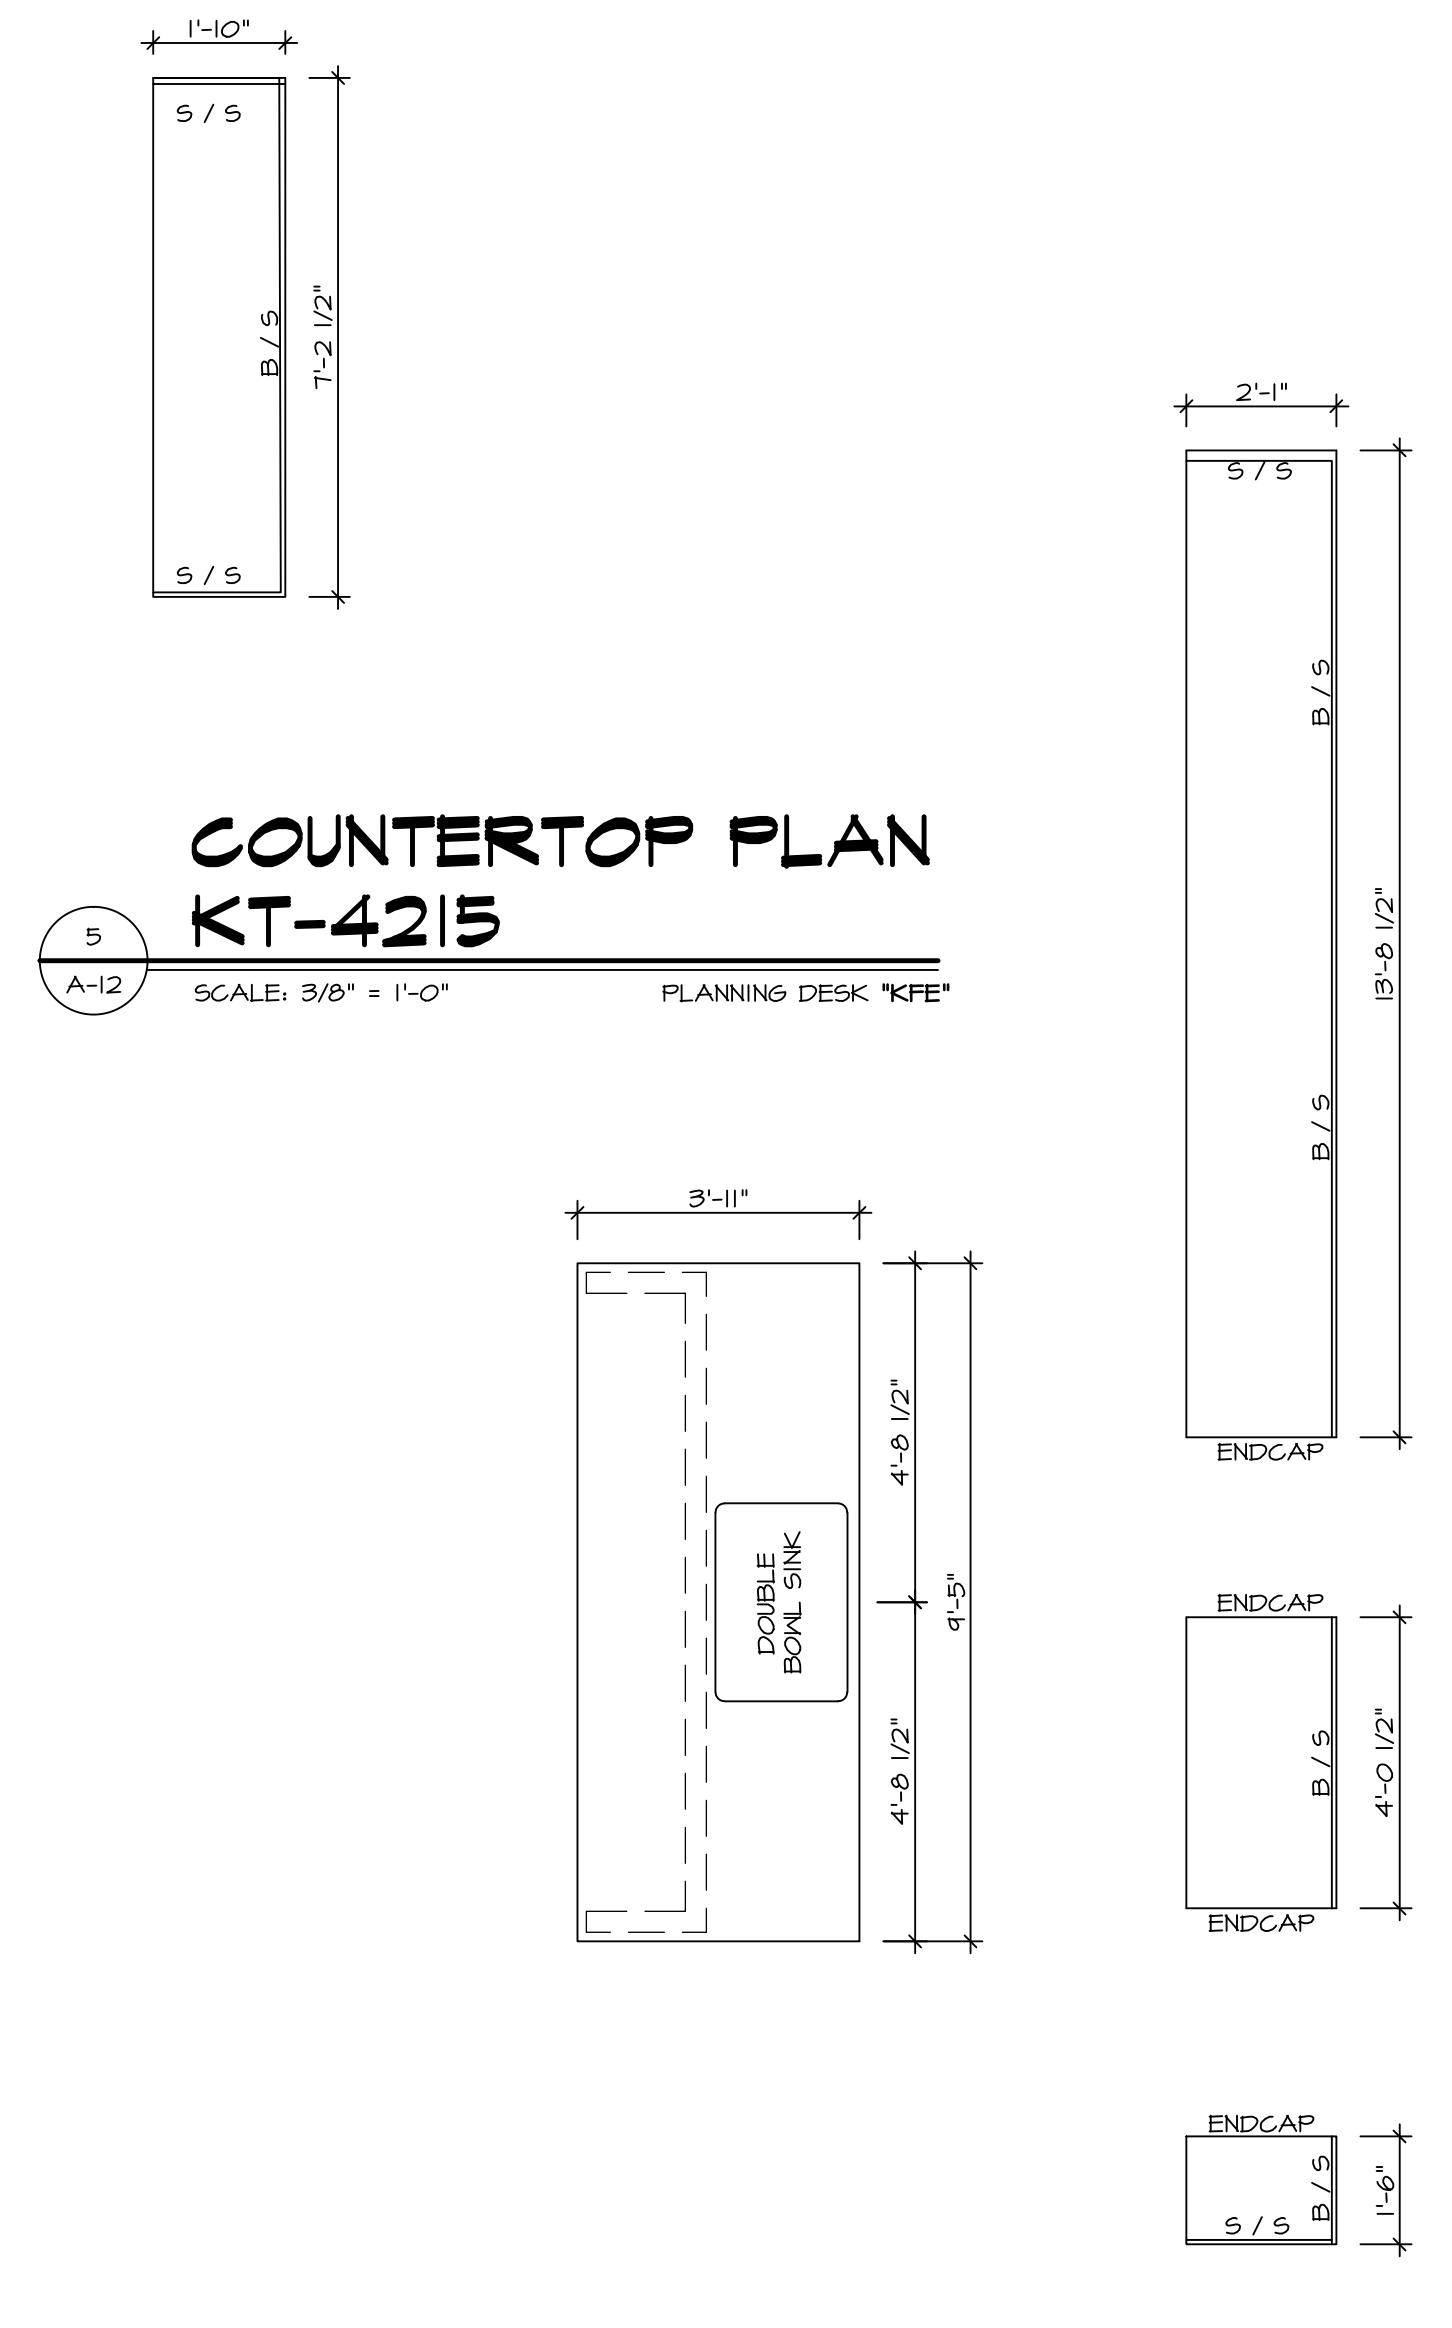 1'-10"
S / S
B / S
7'-2 1/2"
S / S
2'-1"
S / S
B / S
13'-8 1/2"
B / S
ENDCAP
COUNTERTOP PLAN
KT-4215
5
A-12
SCALE: 3/8" = 1'-0"
PLANNING DESK "KFE"
3'-11"
4'-8 1/2"
9'-5"
DOUBLE
BOWL SINK
4'-8 1/2"
ENDCAP
B / S
4'-0 1/2"
ENDCAP
ENDCAP
B / S
1'-6"
S / S